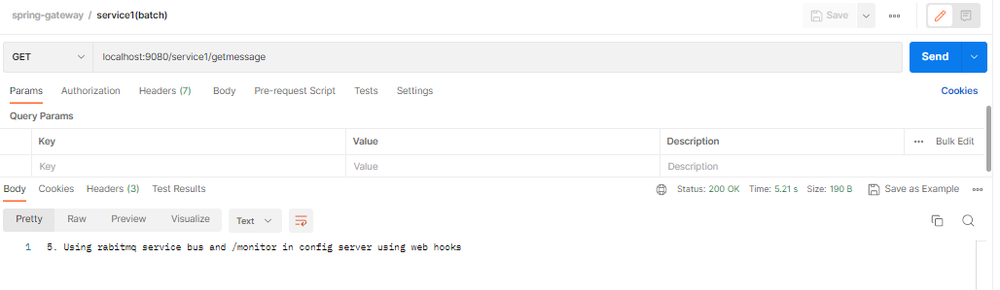 spring-gateway / service1(batch)
Save
GET
localhost:9080/service1/getmessage
Send
Params Authorization Headers (7) Body Pre-request Script Tests Settings Cookies
Query Params
Key Value Description Bulk Edit
Key Value Description
Body Cookies Headers (3) Test Results Status: 200 OK Time: 5.21 s Size: 190 B Save as Example
Pretty Raw Preview Visualize Text
1 5. Using rabitmq service bus and /monitor in config server using web hooks